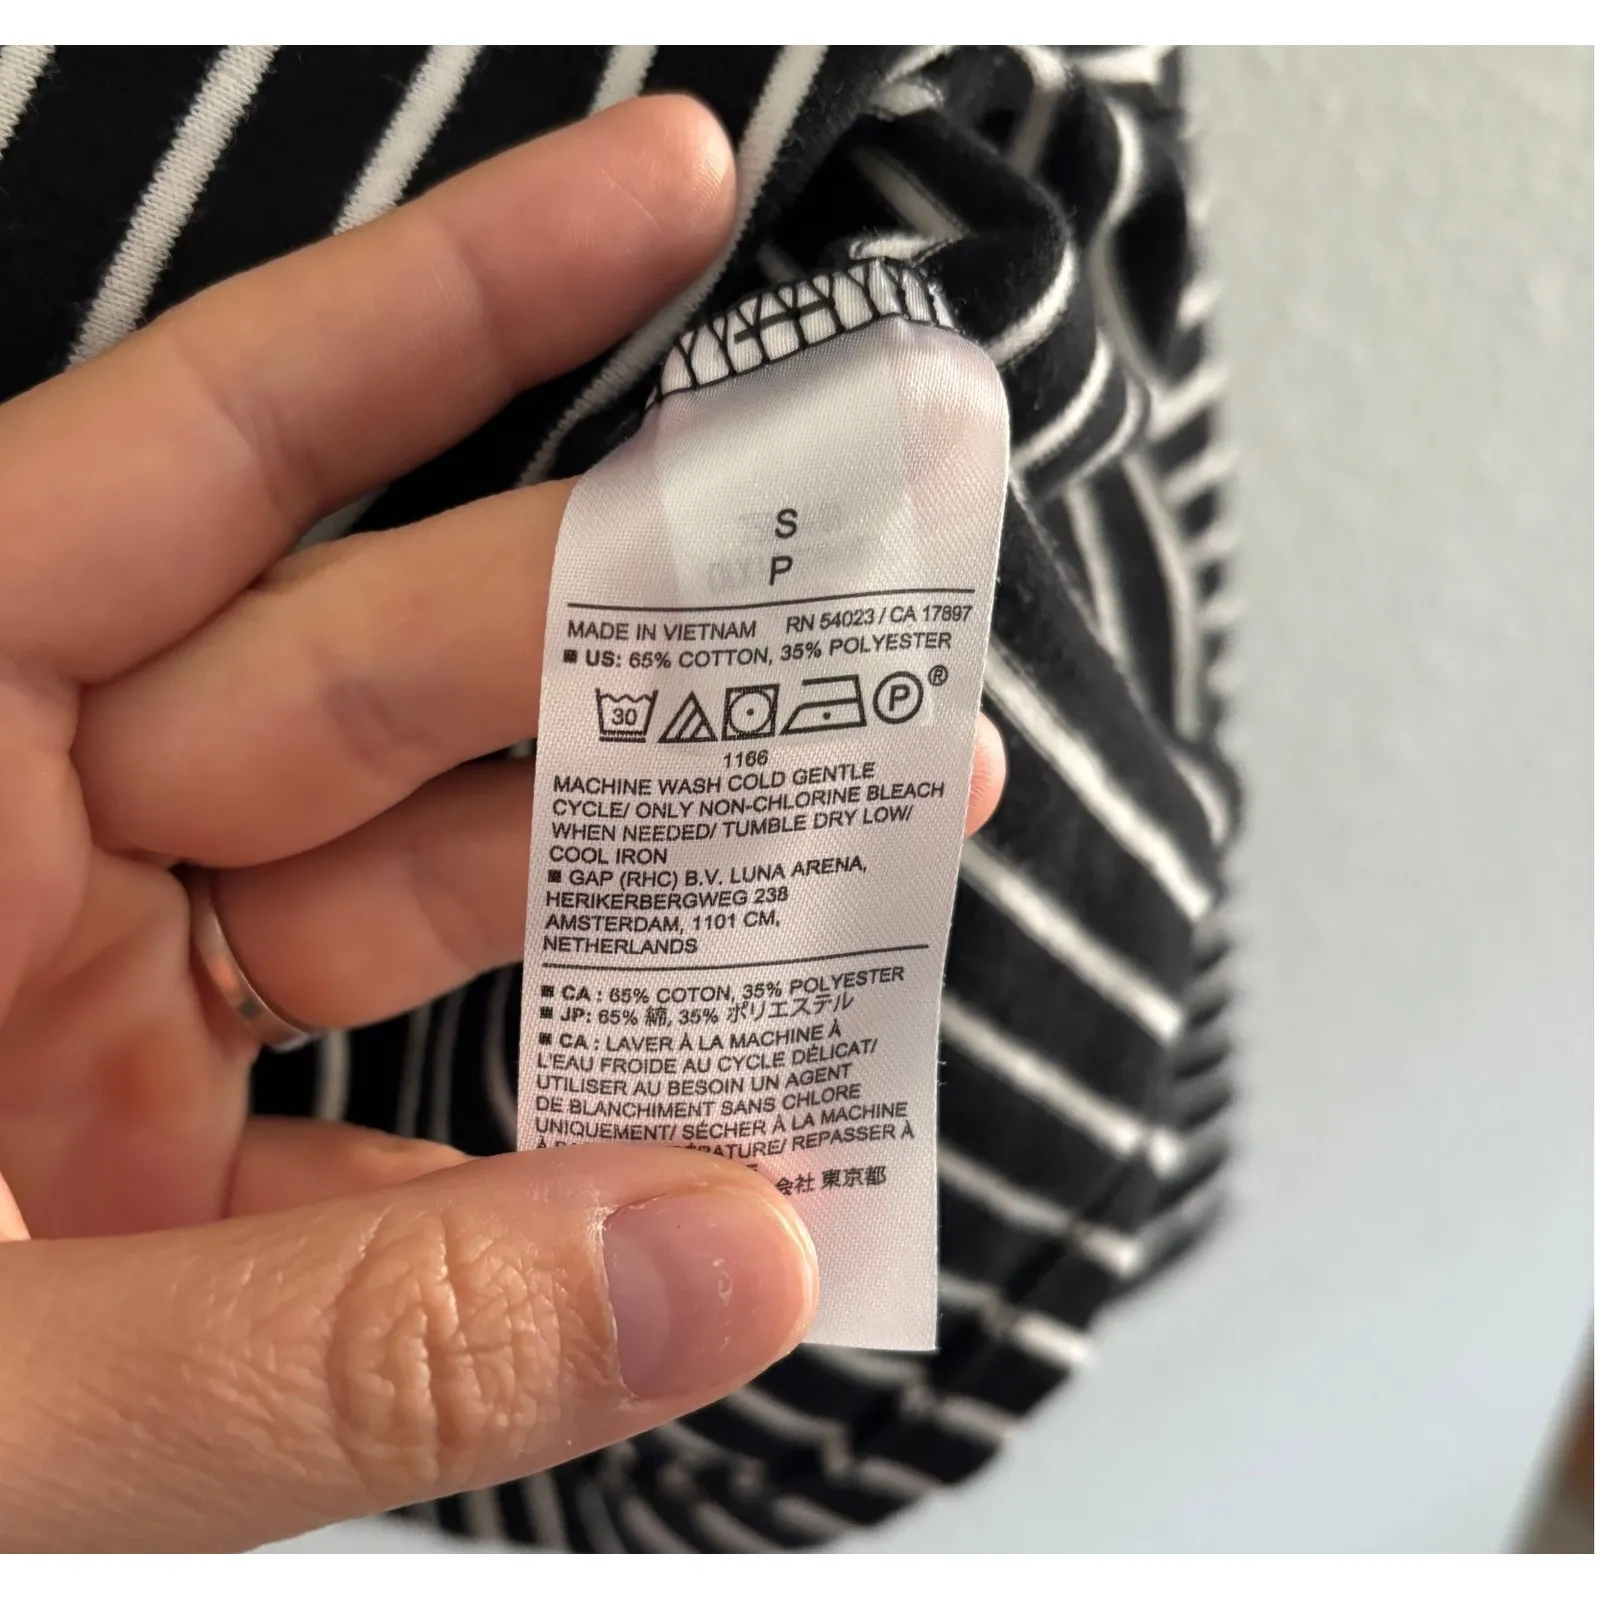 S
P
MADE IN VIETNAM RN 54023 / CA 17897
US: 65% COTTON, 35% POLYESTER
30 P ®
1166
MACHINE WASH COLD GENTLE
CYCLE/ ONLY NON-CHLORINE BLEACH
WHEN NEEDED/ TUMBLE DRY LOW/
COOL IRON
GAP (RHC) B.V. LUNA ARENA,
HERIKERBERGWEG 238
AMSTERDAM, 1101 CM,
NETHERLANDS
CA : 65% COTON, 35% POLYESTER
JP: 65% 綿, 35% ポリエステル
CA : LAVER À LA MACHINE À
L'EAU FROIDE AU CYCLE DÉLICAT/
UTILISER AU BESOIN UN AGENT
DE BLANCHIMENT SANS CHLORE
UNIQUEMENT/ SÉCHER À LA MACHINE
À REPASSER À
会社 東京都